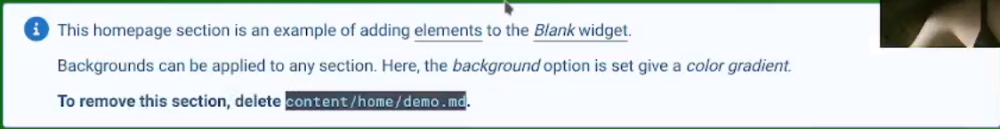 This homepage section is an example of adding elements to the Blank widget.
Backgrounds can be applied to any section. Here, the background option is set give a color gradient.
To remove this section, delete content/home/demo.md.